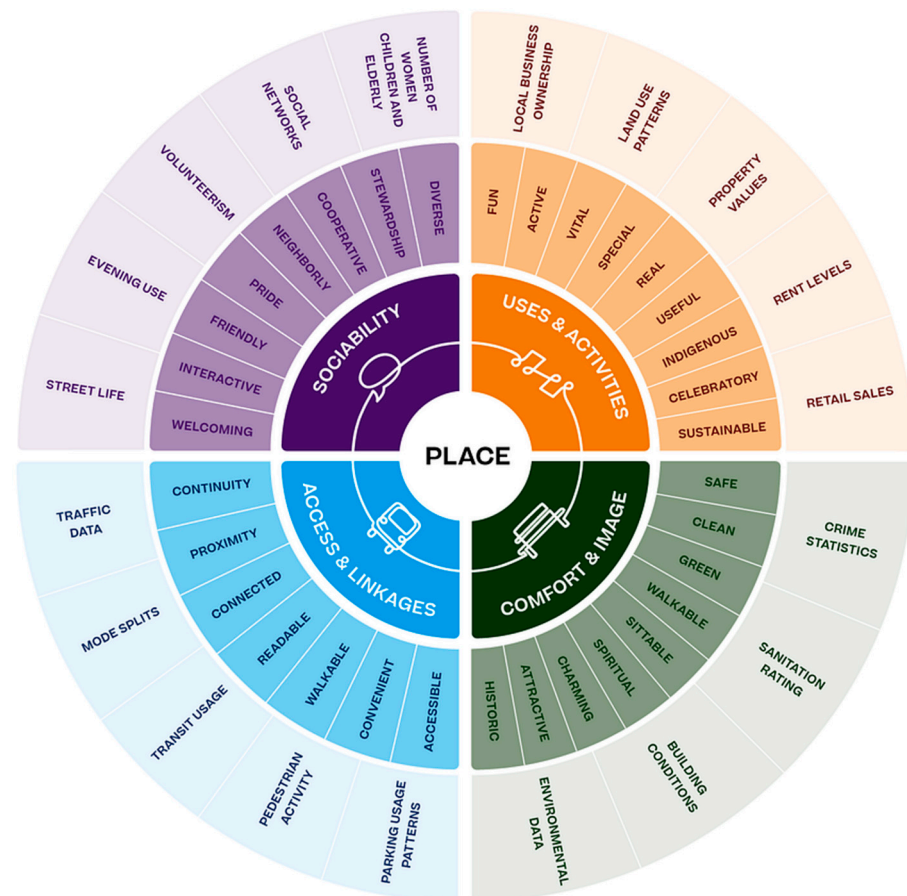 PLACE
SOCIABILITY
USES & ACTIVITIES
COMFORT & IMAGE
ACCESS & LINKAGES
WELCOMING
INTERACTIVE
FRIENDLY
PRIDE
NEIGHBORLY
COOPERATIVE
STEWARDSHIP
DIVERSE
FUN
ACTIVE
VITAL
SPECIAL
REAL
USEFUL
INDIGENOUS
CELEBRATORY
SUSTAINABLE
SAFE
CLEAN
GREEN
WALKABLE
SITTABLE
SPIRITUAL
CHARMING
ATTRACTIVE
HISTORIC
ACCESSIBLE
CONVENIENT
WALKABLE
READABLE
CONNECTED
PROXIMITY
CONTINUITY
STREET LIFE
EVENING USE
VOLUNTEERISM
SOCIAL
NETWORKS
NUMBER OF
WOMEN
CHILDREN AND
ELDERLY
LOCAL BUSINESS
OWNERSHIP
LAND USE
PATTERNS
PROPERTY
VALUES
RENT LEVELS
RETAIL SALES
CRIME
STATISTICS
SANITATION
RATING
BUILDING
CONDITIONS
ENVIRONMENTAL
DATA
PARKING USAGE
PATTERNS
PEDESTRIAN
ACTIVITY
TRANSIT USAGE
MODE SPLITS
TRAFFIC
DATA